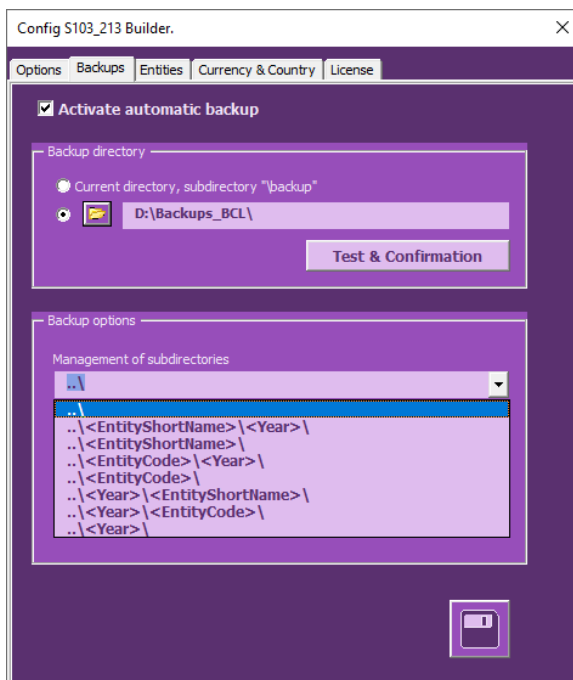 Config S103_213 Builder.
Options Backups Entities Currency & Country License
Activate automatic backup
Backup directory
Current directory, subdirectory "\backup"
D:\Backups_BCL\
Test & Confirmation
Backup options
Management of subdirectories
..\
..\
..\<EntityShortName>\<Year>\
..\<EntityShortName>\
..\<EntityCode>\<Year>\
..\<EntityCode>\
..\<Year>\<EntityShortName>\
..\<Year>\<EntityCode>\
..\<Year>\